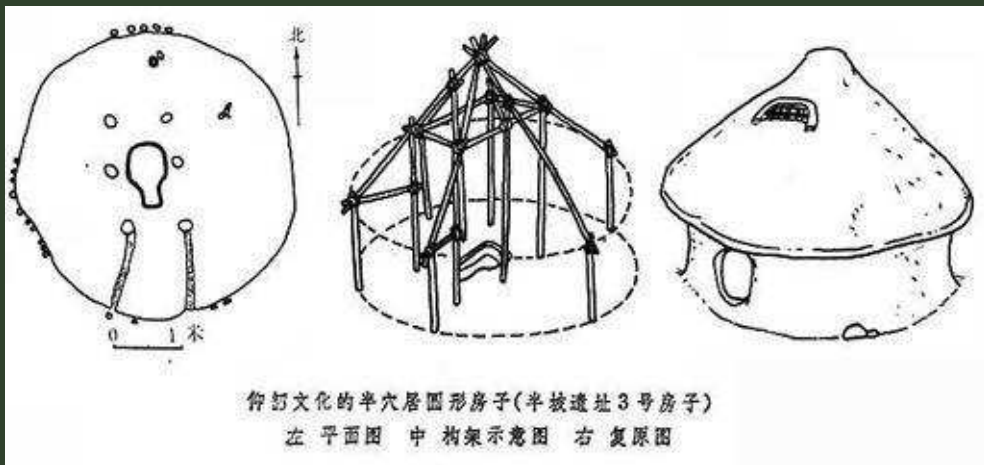 北
0 1 米
仰韶文化的半穴居圆形房子(半坡遗址3号房子)
左 平面图 中 构架示意图 右 复原图